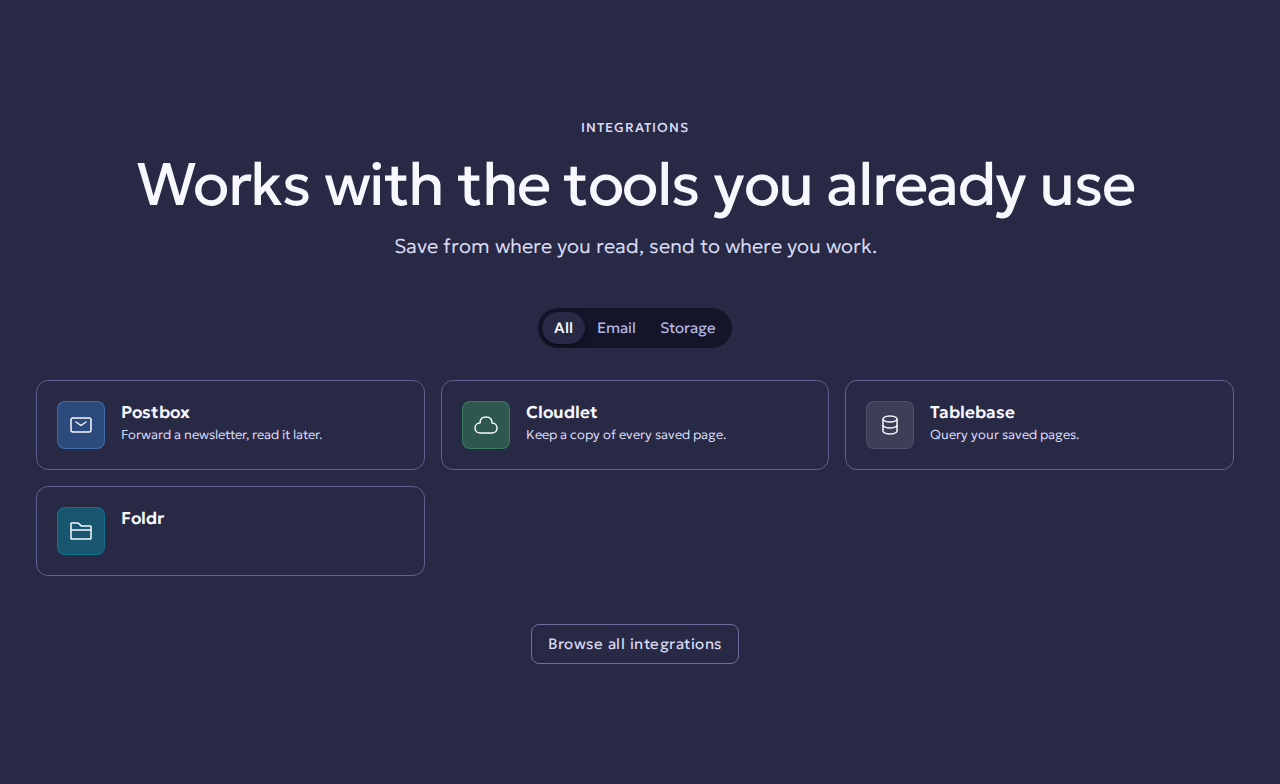 INTEGRATIONS
Works with the tools you already use
Save from where you read, send to where you work.
All Email Storage
Postbox
Forward a newsletter, read it later.
Cloudlet
Keep a copy of every saved page.
Tablebase
Query your saved pages.
Foldr
Browse all integrations